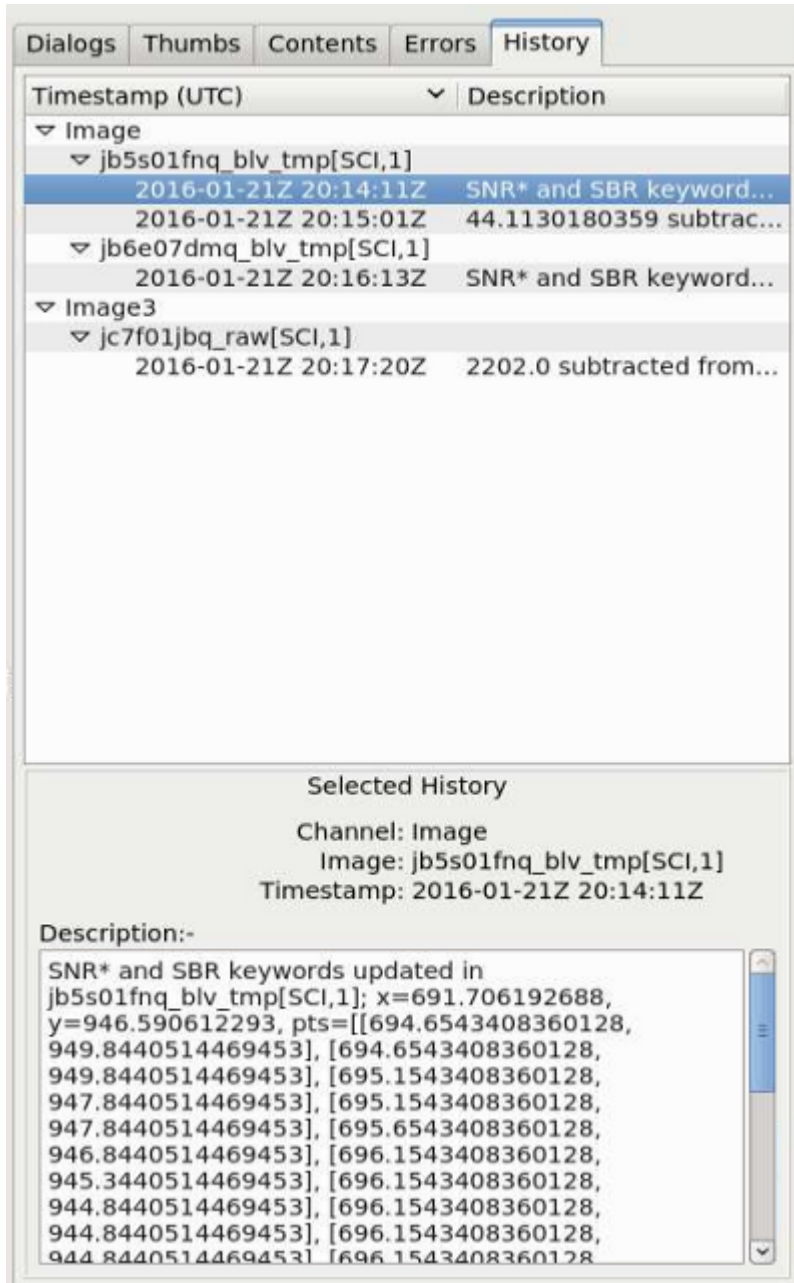 Dialogs Thumbs Contents Errors History
Timestamp (UTC) Description
Image
jb5s01fnq_blv_tmp[SCI,1]
2016-01-21Z 20:14:11Z SNR* and SBR keyword...
2016-01-21Z 20:15:01Z 44.1130180359 subtrac...
jb6e07dmq_blv_tmp[SCI,1]
2016-01-21Z 20:16:13Z SNR* and SBR keyword...
Image3
jc7f01jbq_raw[SCI,1]
2016-01-21Z 20:17:20Z 2202.0 subtracted from...
Selected History
Channel: Image
Image: jb5s01fnq_blv_tmp[SCI,1]
Timestamp: 2016-01-21Z 20:14:11Z
Description:-
SNR* and SBR keywords updated in
jb5s01fnq_blv_tmp[SCI,1]; x=691.706192688,
y=946.590612293, pts=[[694.6543408360128,
949.8440514469453], [694.6543408360128,
949.8440514469453], [695.1543408360128,
947.8440514469453], [695.1543408360128,
947.8440514469453], [695.6543408360128,
946.8440514469453], [696.1543408360128,
945.3440514469453], [696.1543408360128,
944.8440514469453], [696.1543408360128,
944.8440514469453], [696.1543408360128,
944.8440514469453], [696.1543408360128,